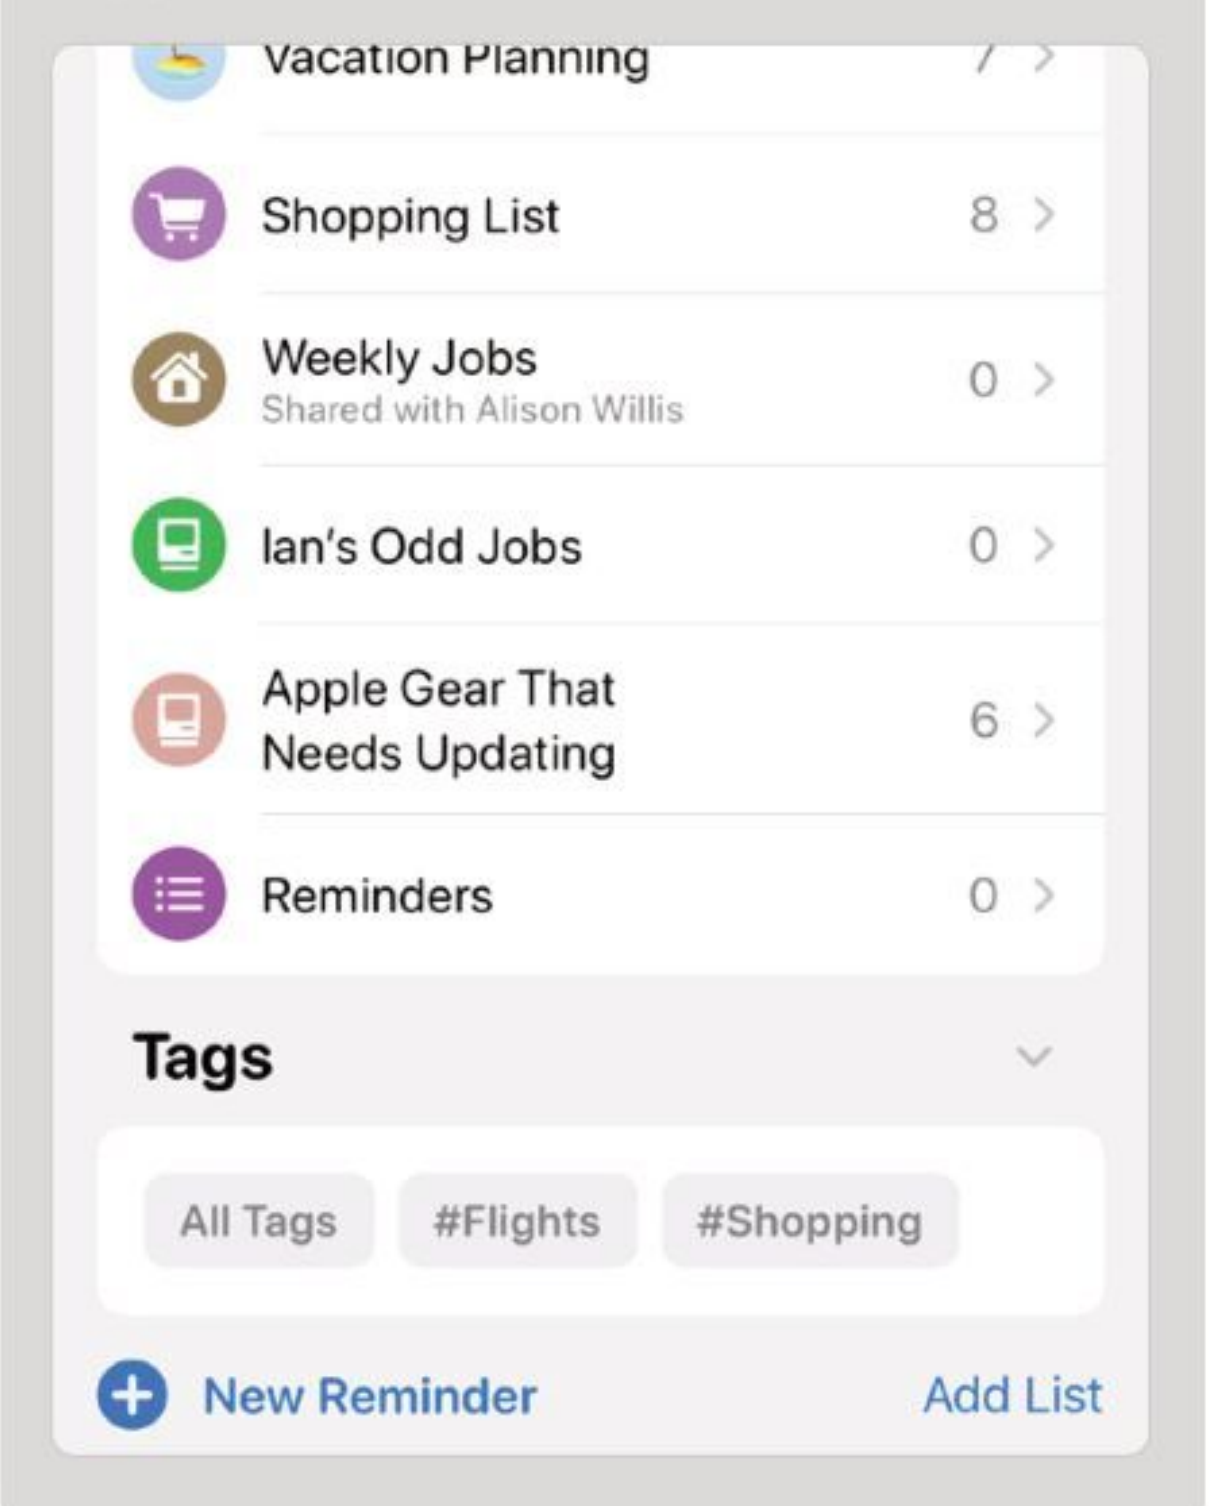 Vacation Planning 7
Shopping List 8
Weekly Jobs 0
Shared with Alison Willis
Ian's Odd Jobs 0
Apple Gear That
Needs Updating 6
Reminders 0
Tags
All Tags #Flights #Shopping
New Reminder Add List